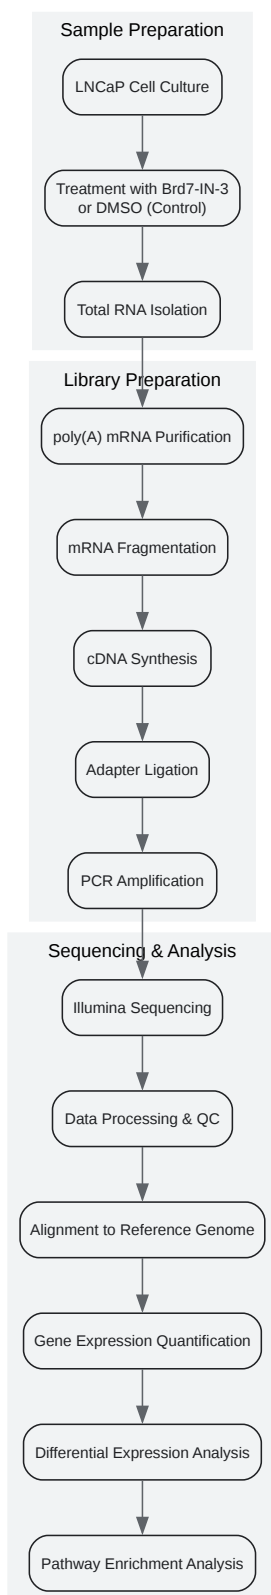 Sample Preparation
LNCaP Cell Culture
Treatment with Brd7-IN-3
or DMSO (Control)
Total RNA Isolation
Library Preparation
poly(A) mRNA Purification
mRNA Fragmentation
cDNA Synthesis
Adapter Ligation
PCR Amplification
Sequencing & Analysis
Illumina Sequencing
Data Processing & QC
Alignment to Reference Genome
Gene Expression Quantification
Differential Expression Analysis
Pathway Enrichment Analysis